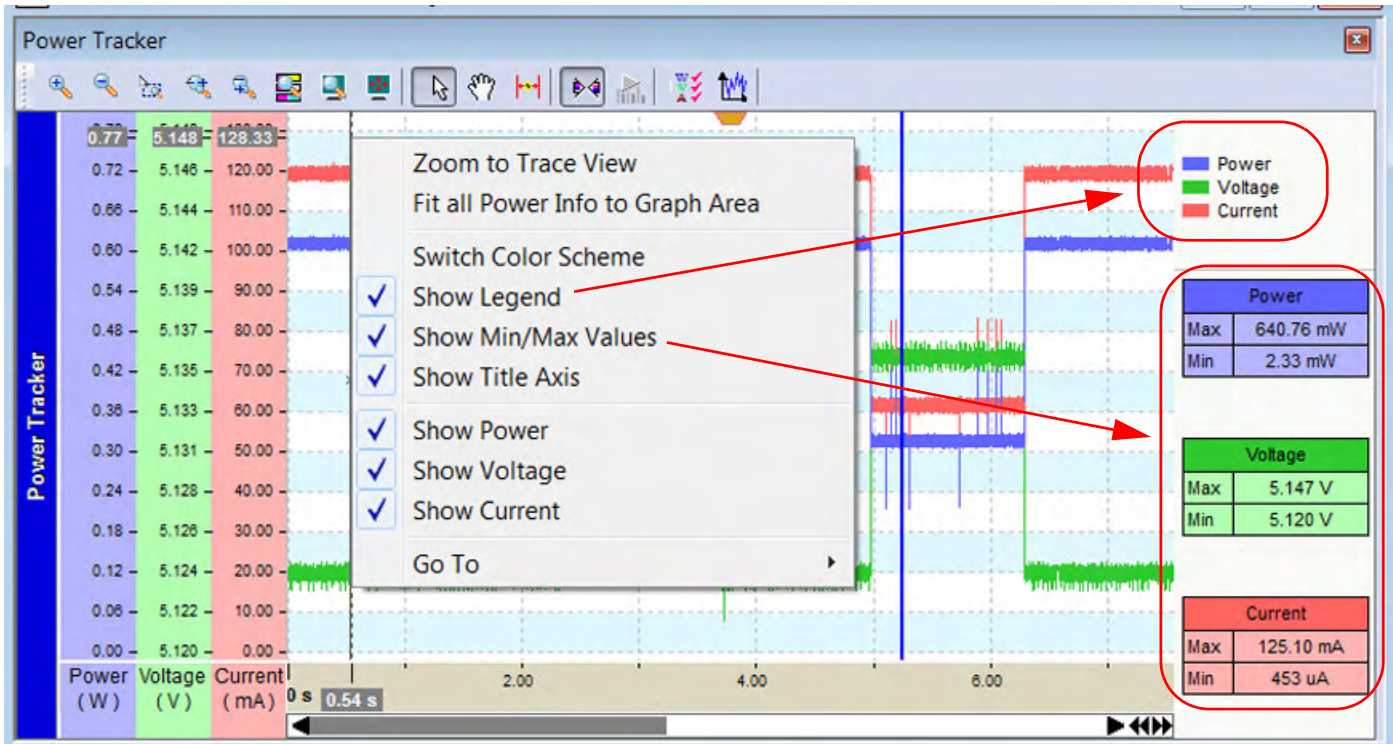 Power Tracker
0.77 5.148 128.33
0.72 5.146 120.00
0.66 5.144 110.00
0.60 5.142 100.00
0.54 5.139 90.00
0.48 5.137 80.00
0.42 5.135 70.00
0.36 5.133 60.00
0.30 5.131 50.00
0.24 5.128 40.00
0.18 5.126 30.00
0.12 5.124 20.00
0.06 5.122 10.00
0.00 5.120 0.00
Power Tracker
Power Voltage Current
(W) (V) (mA)
0 s 0.54 s 2.00 4.00 6.00
Zoom to Trace View
Fit all Power Info to Graph Area
Switch Color Scheme
Show Legend
Show Min/Max Values
Show Title Axis
Show Power
Show Voltage
Show Current
Go To
Power
Voltage
Current
Power
Max 640.76 mW
Min 2.33 mW
Voltage
Max 5.147 V
Min 5.120 V
Current
Max 125.10 mA
Min 453 uA